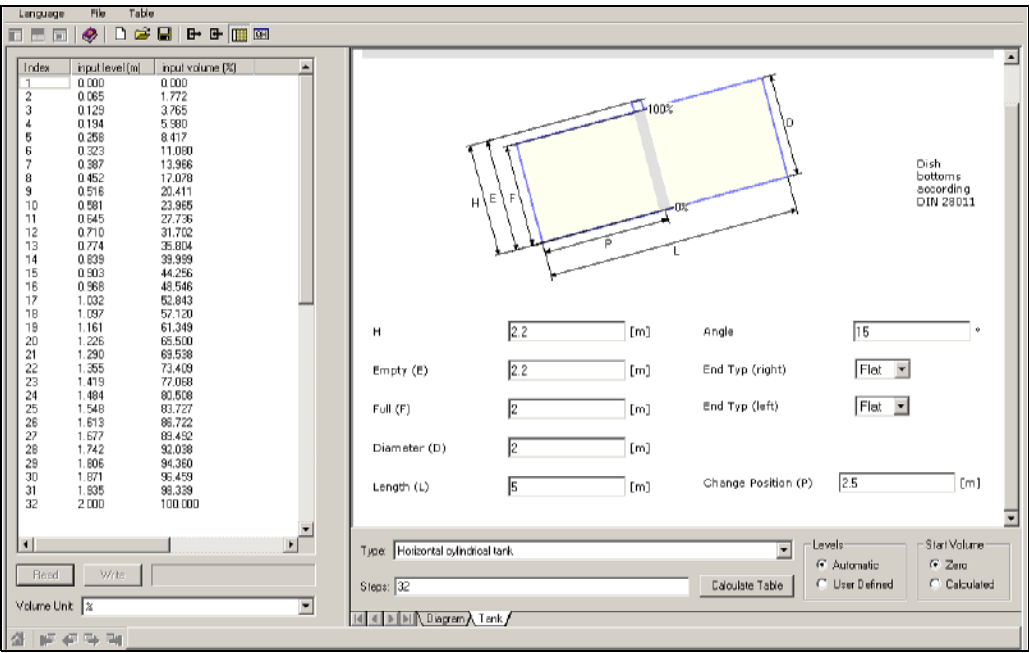 Language File Table
Index input level [m] input volume [%]
1 0.000 0.000
2 0.065 1.772
3 0.129 3.765
4 0.194 5.980
5 0.258 8.417
6 0.323 11.080
7 0.387 13.966
8 0.452 17.078
9 0.516 20.411
10 0.581 23.965
11 0.645 27.736
12 0.710 31.702
13 0.774 35.804
14 0.839 39.999
15 0.903 44.256
16 0.968 48.546
17 1.032 52.843
18 1.097 57.120
19 1.161 61.349
20 1.226 65.500
21 1.290 69.538
22 1.355 73.409
23 1.419 77.068
24 1.484 80.508
25 1.548 83.727
26 1.613 86.722
27 1.677 89.492
28 1.742 92.038
29 1.806 94.360
30 1.871 96.459
31 1.935 98.339
32 2.000 100.000
Read Write
Volume Unit: %
100%
D
H E F
0%
P
L
Dish
bottoms
according
DIN 28011
H 2.2 [m] Angle 15 °
Empty (E) 2.2 [m] End Typ (right) Flat
Full (F) 2 [m] End Typ (left) Flat
Diameter (D) 2 [m]
Length (L) 5 [m] Change Position (P) 2.5 [m]
Type: Horizontal cylindrical tank
Steps: 32 Calculate Table
Levels
Automatic
User Defined
Start Volume
Zero
Calculated
Diagram Tank